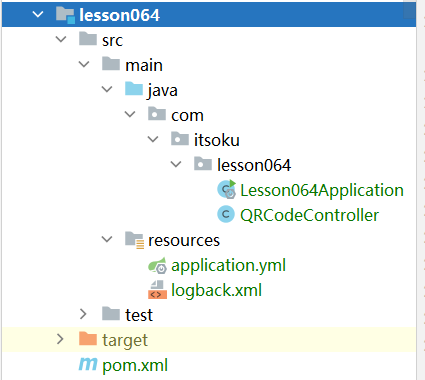 lesson064
src
main
java
com
itsoku
lesson064
Lesson064Application
QRCodeController
resources
application.yml
logback.xml
test
target
pom.xml